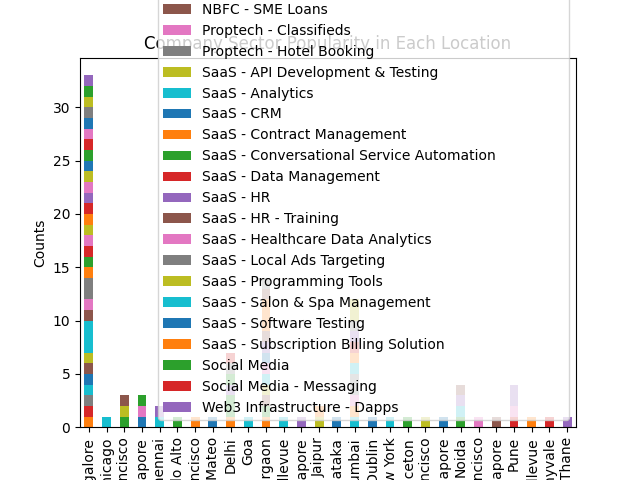 NBFC - SME Loans
Proptech - Classifieds
Company Sector Popularity in Each Location
Proptech - Hotel Booking
SaaS - API Development & Testing
SaaS - Analytics
SaaS - CRM
SaaS - Contract Management
SaaS - Conversational Service Automation
SaaS - Data Management
SaaS - HR
SaaS - HR - Training
SaaS - Healthcare Data Analytics
SaaS - Local Ads Targeting
SaaS - Programming Tools
SaaS - Salon & Spa Management
SaaS - Software Testing
SaaS - Subscription Billing Solution
Social Media
Social Media - Messaging
Web3 Infrastructure - Dapps
Counts
30
25
20
15
10
5
0
galore
icago
ncisco
apore
ennai
lo Alto
ncisco
Mateo
Delhi
Goa
rgaon
llevue
apore
Jaipur
ataka
umbai
Dublin
w York
nceton
ncisco
apore
Noida
ncisco
apore
Pune
llevue
nyvale
Thane